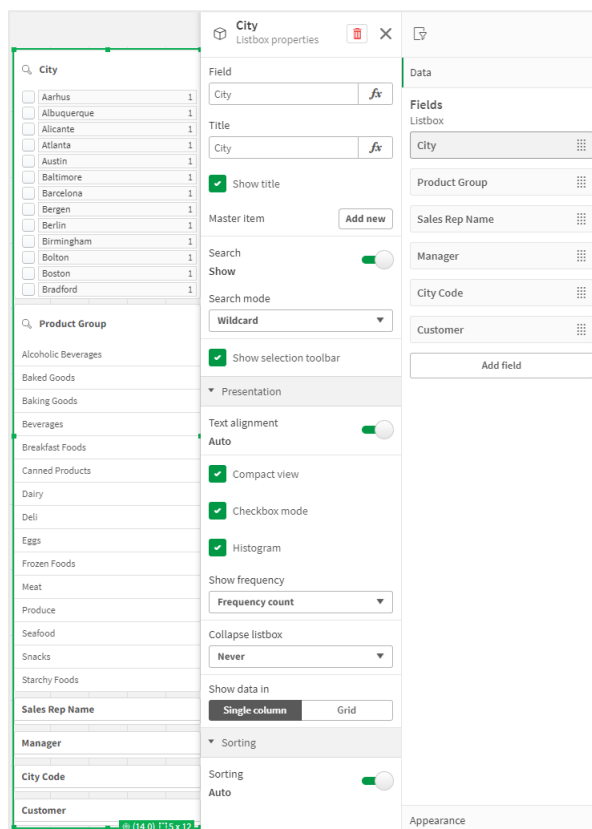 City
Aarhus 1
Albuquerque 1
Alicante 1
Atlanta 1
Austin 1
Baltimore 1
Barcelona 1
Bergen 1
Berlin 1
Birmingham 1
Bolton 1
Boston 1
Bradford 1
Product Group
Alcoholic Beverages
Baked Goods
Baking Goods
Beverages
Breakfast Foods
Canned Products
Dairy
Deli
Eggs
Frozen Foods
Meat
Produce
Seafood
Snacks
Starchy Foods
Sales Rep Name
Manager
City Code
Customer
(14,0) 15 x 12
City
Listbox properties
Field
City fx
Title
City fx
Show title
Master item Add new
Search
Show
Search mode
Wildcard
Show selection toolbar
Presentation
Text alignment
Auto
Compact view
Checkbox mode
Histogram
Show frequency
Frequency count
Collapse listbox
Never
Show data in
Single column Grid
Sorting
Sorting
Auto
Data
Fields
Listbox
City
Product Group
Sales Rep Name
Manager
City Code
Customer
Add field
Appearance